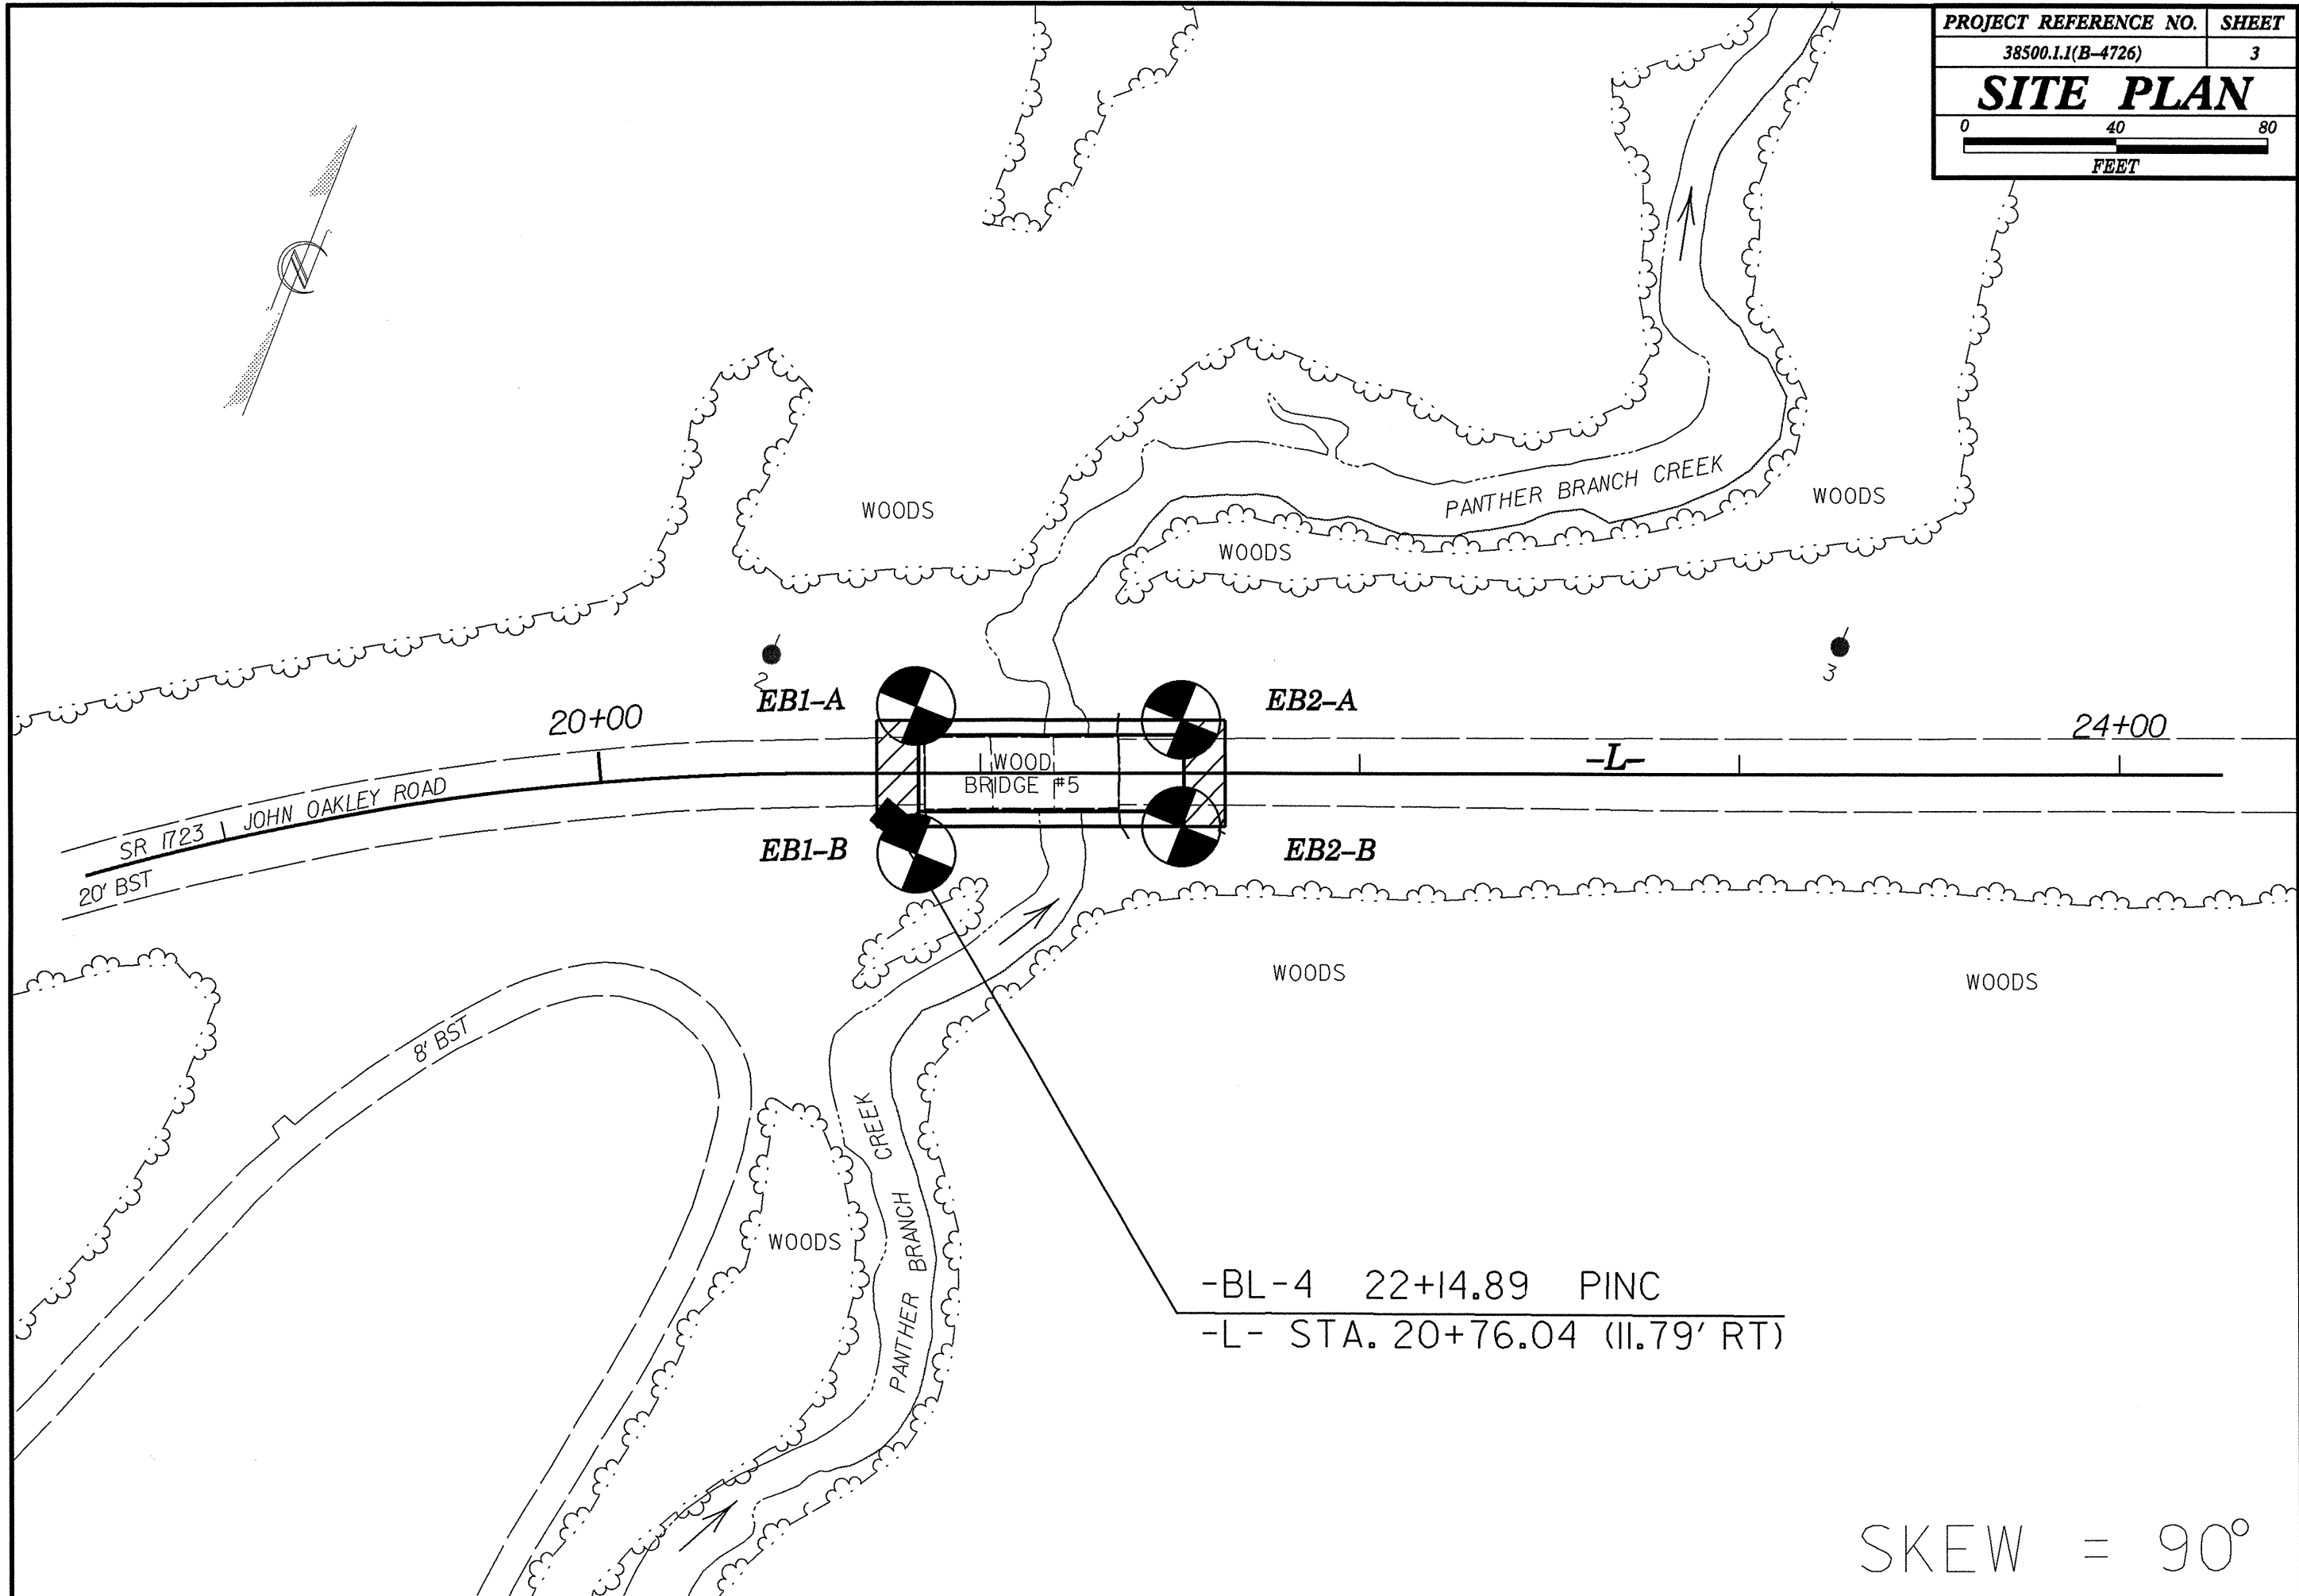 PROJECT REFERENCE NO. SHEET
38500.1.1(B-4726) 3
SITE PLAN
0 40 80
FEET
N
PANTHER BRANCH CREEK
WOODS
WOODS
WOODS
2
3
EB1-A
EB2-A
20+00
24+00
-L-
WOOD
BRIDGE #5
SR 1723
JOHN OAKLEY ROAD
20' BST
EB1-B
EB2-B
WOODS
WOODS
8' BST
PANTHER BRANCH CREEK
WOODS
-BL-4 22+14.89 PINC
-L- STA. 20+76.04 (11.79' RT)
SKEW = 90°